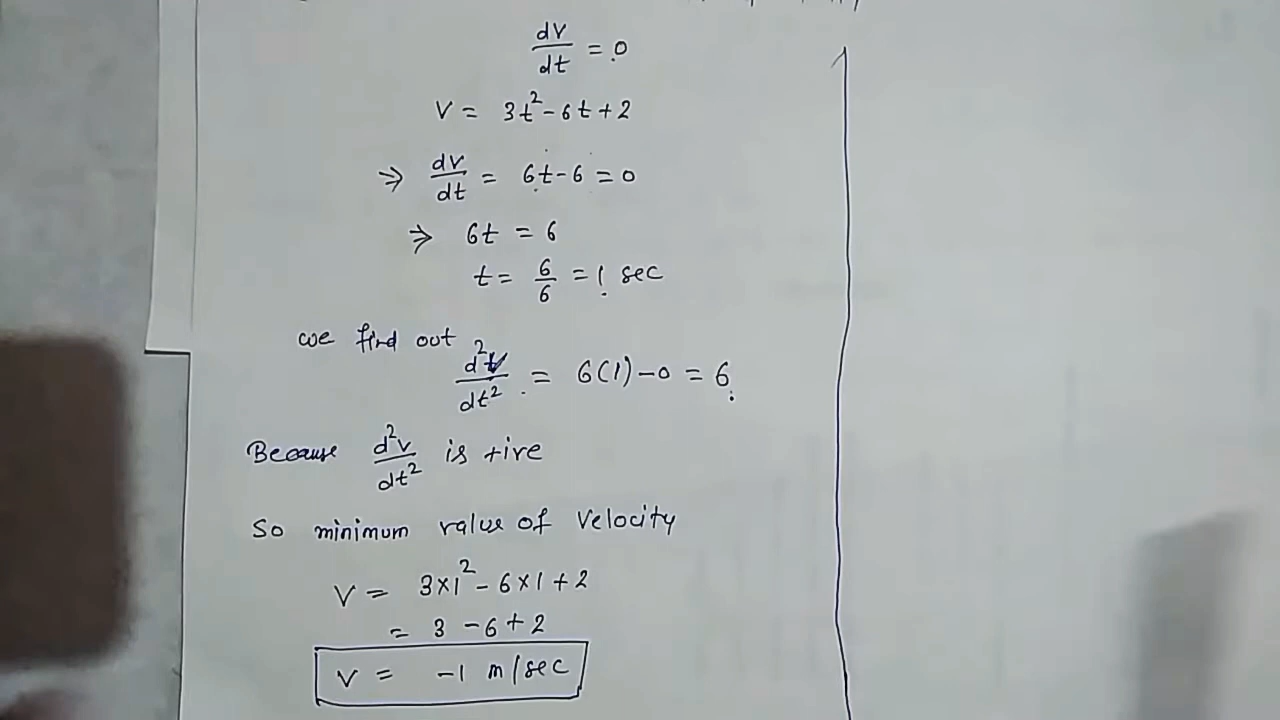 dv/dt = 0
V = 3t² - 6t + 2
⇒ dv/dt = 6t - 6 = 0
⇒ 6t = 6
t = 6/6 = 1 sec
we find out
d²v/dt² = 6(1) - 0 = 6
Because d²v/dt² is +ive
So minimum value of Velocity
V = 3×1² - 6×1 + 2
= 3 - 6 + 2
V = -1 m/sec